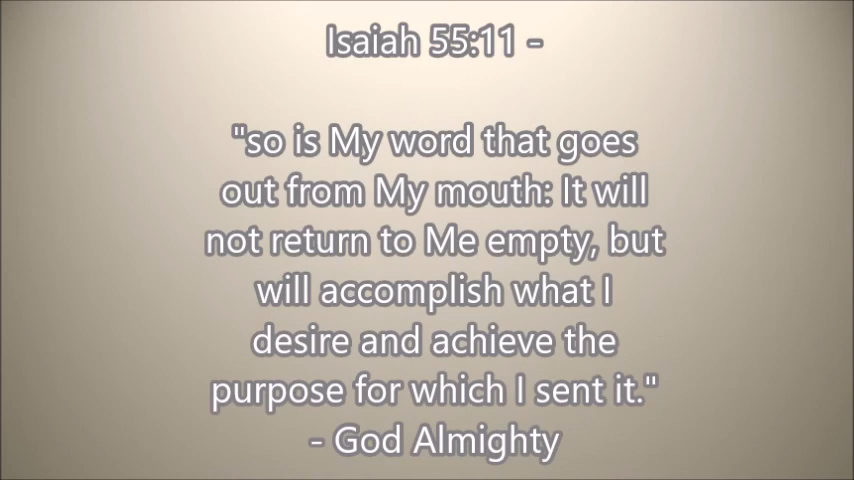 Isaiah 55:11 -
"so is My word that goes
out from My mouth: It will
not return to Me empty, but
will accomplish what I
desire and achieve the
purpose for which I sent it."
- God Almighty